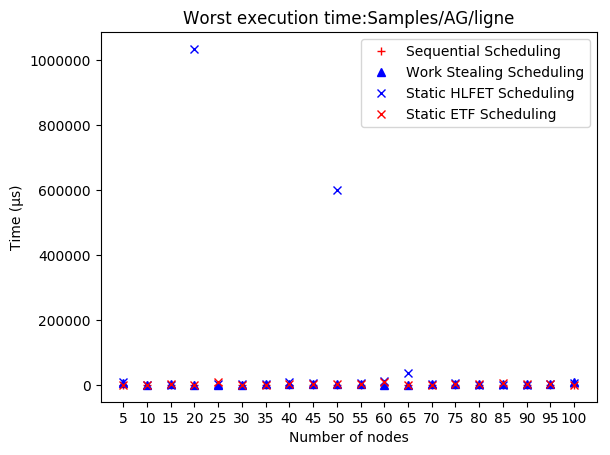 Worst execution time:Samples/AG/ligne
Sequential Scheduling
Work Stealing Scheduling
Static HLFET Scheduling
Static ETF Scheduling
Time (µs)
1000000
800000
600000
400000
200000
0
5 10 15 20 25 30 35 40 45 50 55 60 65 70 75 80 85 90 95 100
Number of nodes